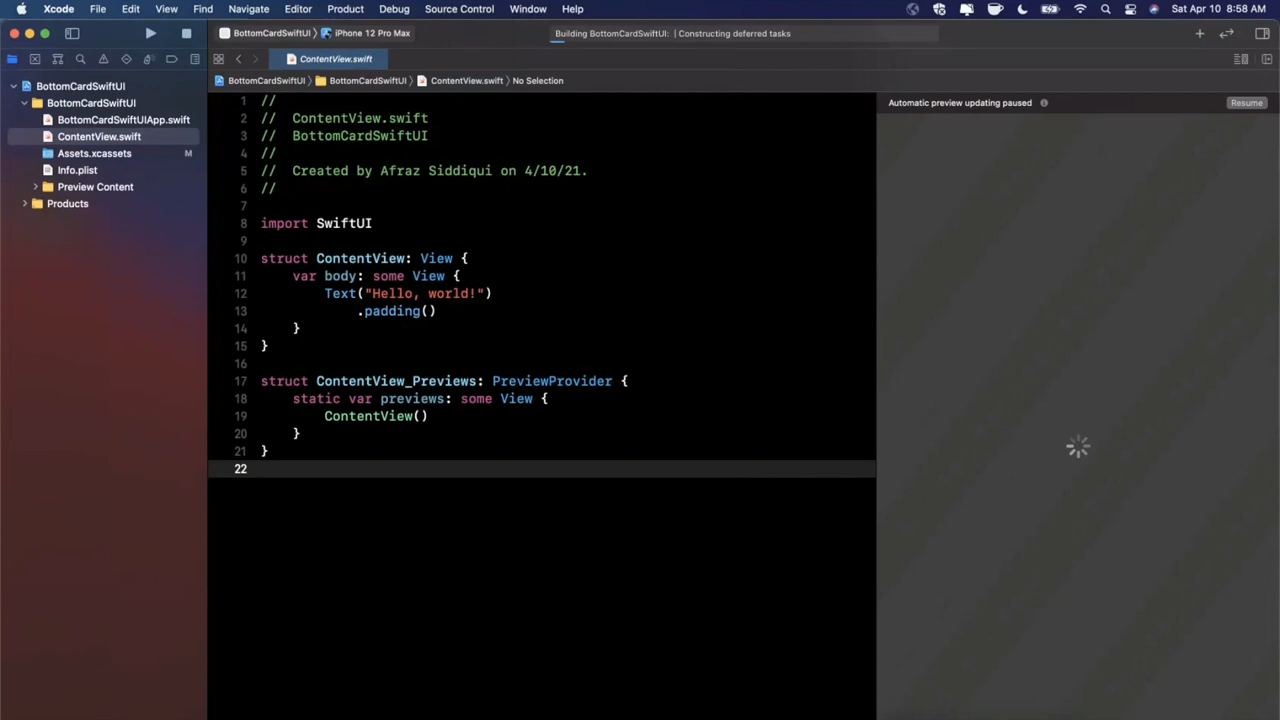 Xcode File Edit View Find Navigate Editor Product Debug Source Control Window Help Sat Apr 10 8:58 AM
BottomCardSwiftUI 〉 iPhone 12 Pro Max
Building BottomCardSwiftUI: | Constructing deferred tasks
ContentView.swift
BottomCardSwiftUI 〉 BottomCardSwiftUI 〉 ContentView.swift 〉 No Selection
BottomCardSwiftUI
BottomCardSwiftUI
BottomCardSwiftUIApp.swift
ContentView.swift
Assets.xcassets M
Info.plist
Preview Content
Products
1 //
2 //  ContentView.swift
3 //  BottomCardSwiftUI
4 //
5 //  Created by Afraz Siddiqui on 4/10/21.
6 //
7
8 import SwiftUI
9
10 struct ContentView: View {
11     var body: some View {
12         Text("Hello, world!")
13             .padding()
14     }
15 }
16
17 struct ContentView_Previews: PreviewProvider {
18     static var previews: some View {
19         ContentView()
20     }
21 }
22
Automatic preview updating paused
Resume